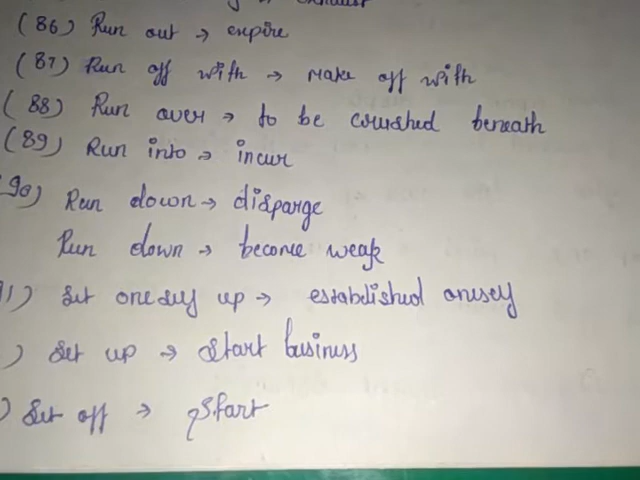 exhaust
(86) Run out → expire
(87) Run off with → Make off with
(88) Run over → to be crushed beneath
(89) Run into → incur
90) Run down → disparge
Run down → become weak
91) Set oneself up → established oneself
) Set up → Start business
) Set off → Start